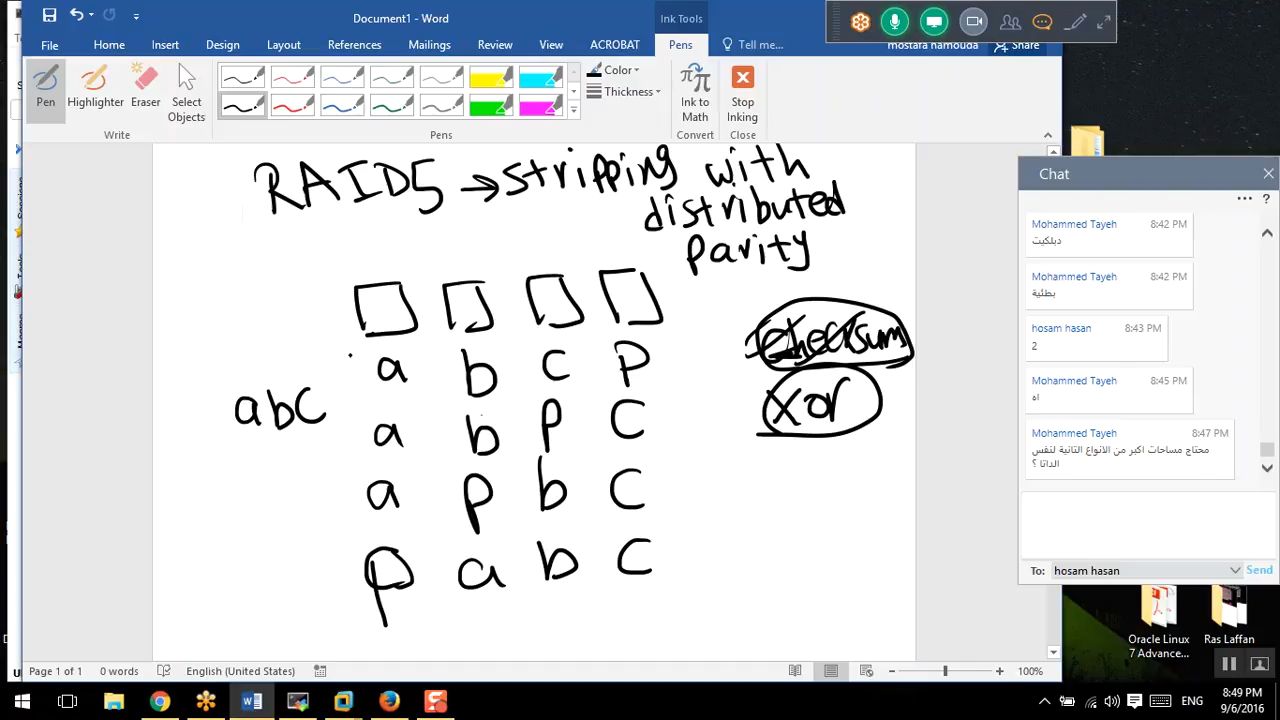 Document1 - Word
Ink Tools
File
Home
Insert
Design
Layout
References
Mailings
Review
View
ACROBAT
Pens
Tell me...
mostafa hamouda
Share
Pen
Highlighter
Eraser
Select
Objects
Color
Thickness
Ink to
Math
Stop
Inking
Write
Pens
Convert
Close
RAID5 → stripping with
distributed
parity
a b c P
abC
a b p C
a p b C
p a b C
checksum
xor
Chat
Mohammed Tayeh 8:42 PM
دبلكيت
Mohammed Tayeh 8:42 PM
بطئية
hosam hasan 8:43 PM
2
Mohammed Tayeh 8:45 PM
اه
Mohammed Tayeh 8:47 PM
محتاج مساحات اكبر من الانواع التانية لنفس
الداتا ؟
To: hosam hasan
Send
Oracle Linux
7 Advance...
Ras Laffan
Page 1 of 1
0 words
English (United States)
100%
ENG
8:49 PM
9/6/2016